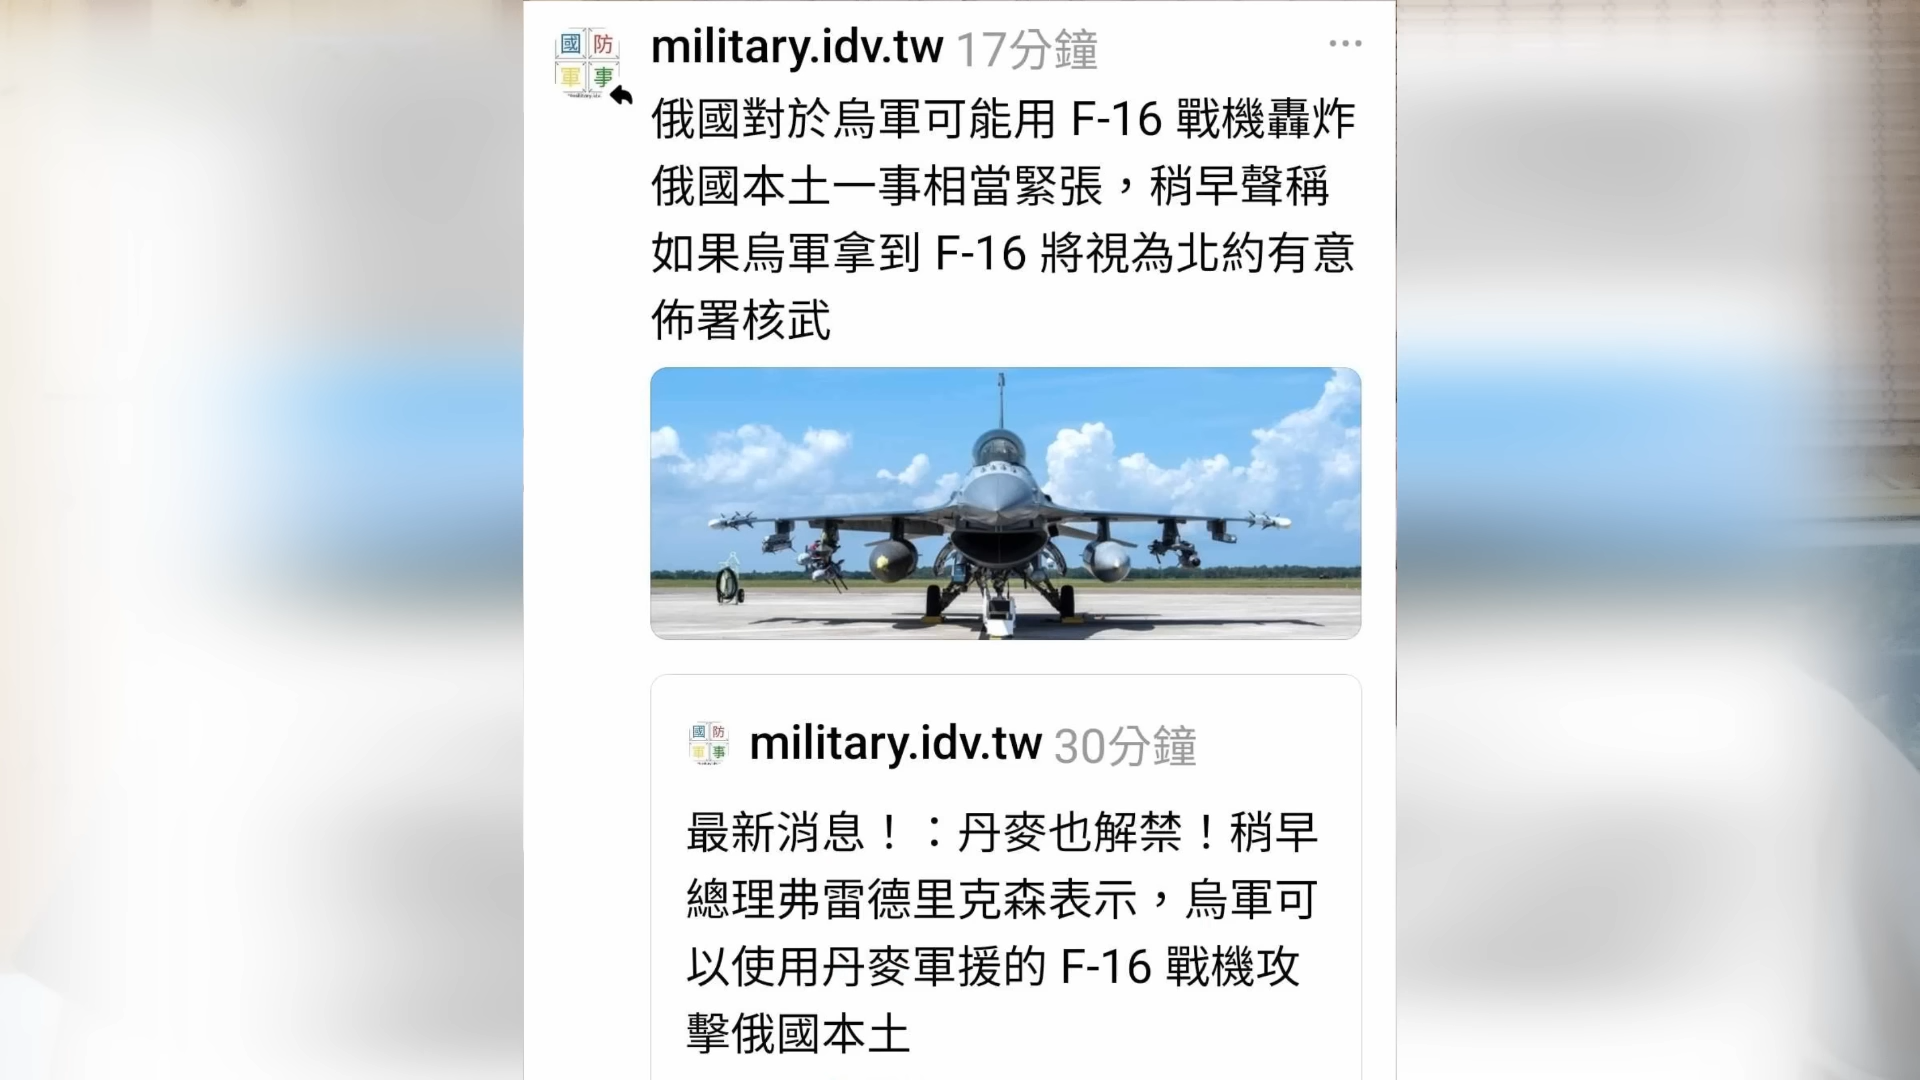 國防
軍事
military.idv.tw 17分鐘
俄國對於烏軍可能用 F-16 戰機轟炸
俄國本土一事相當緊張，稍早聲稱
如果烏軍拿到 F-16 將視為北約有意
佈署核武
國防
軍事
military.idv.tw 30分鐘
最新消息！：丹麥也解禁！稍早
總理弗雷德里克森表示，烏軍可
以使用丹麥軍援的 F-16 戰機攻
擊俄國本土